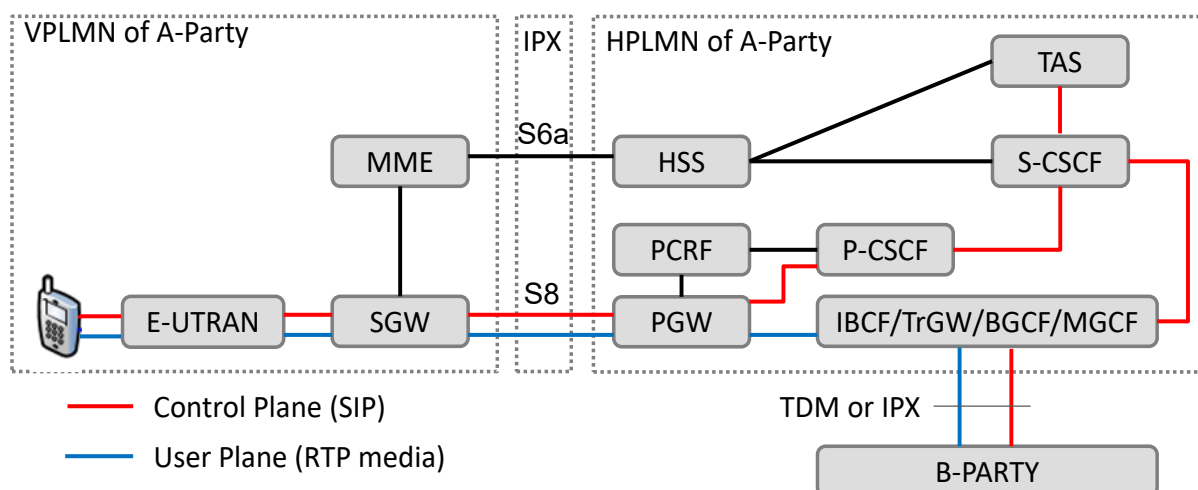 VPLMN of A-Party
IPX
HPLMN of A-Party
TAS
S6a
MME
HSS
S-CSCF
PCRF
P-CSCF
S8
E-UTRAN
SGW
PGW
IBCF/TrGW/BGCF/MGCF
Control Plane (SIP)
TDM or IPX
User Plane (RTP media)
B-PARTY